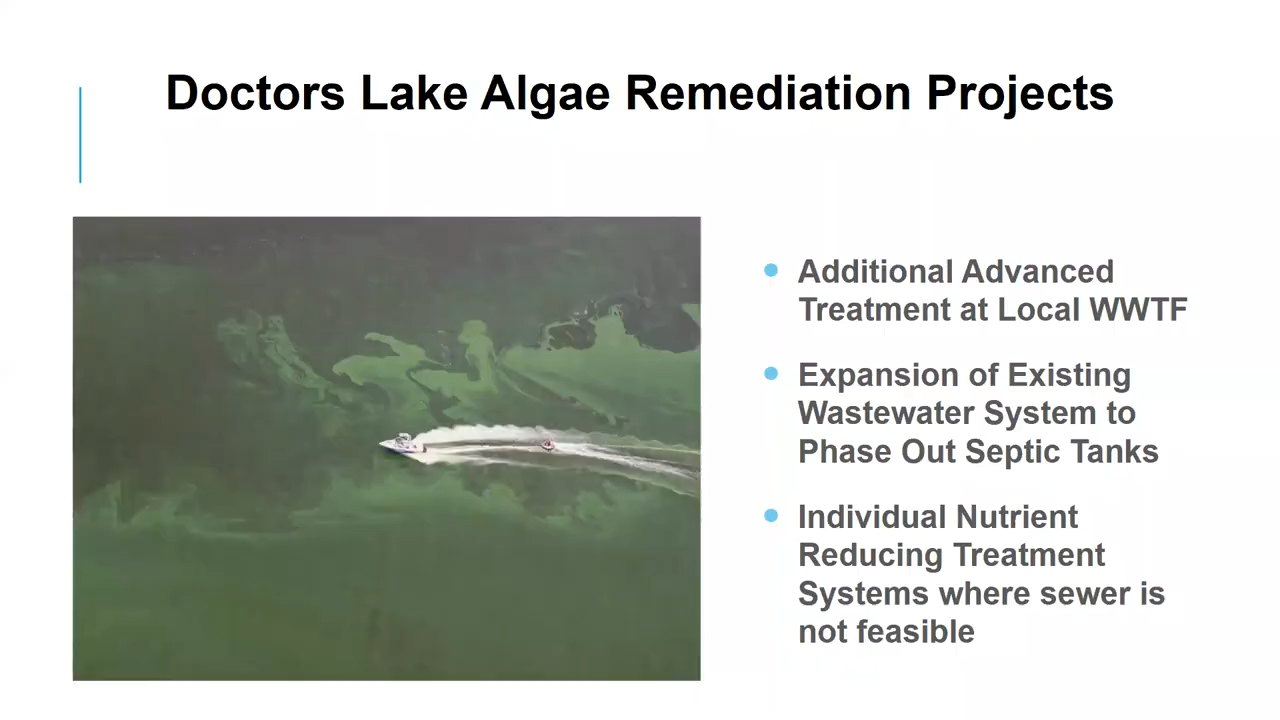 Doctors Lake Algae Remediation Projects
Additional Advanced
Treatment at Local WWTF
Expansion of Existing
Wastewater System to
Phase Out Septic Tanks
Individual Nutrient
Reducing Treatment
Systems where sewer is
not feasible